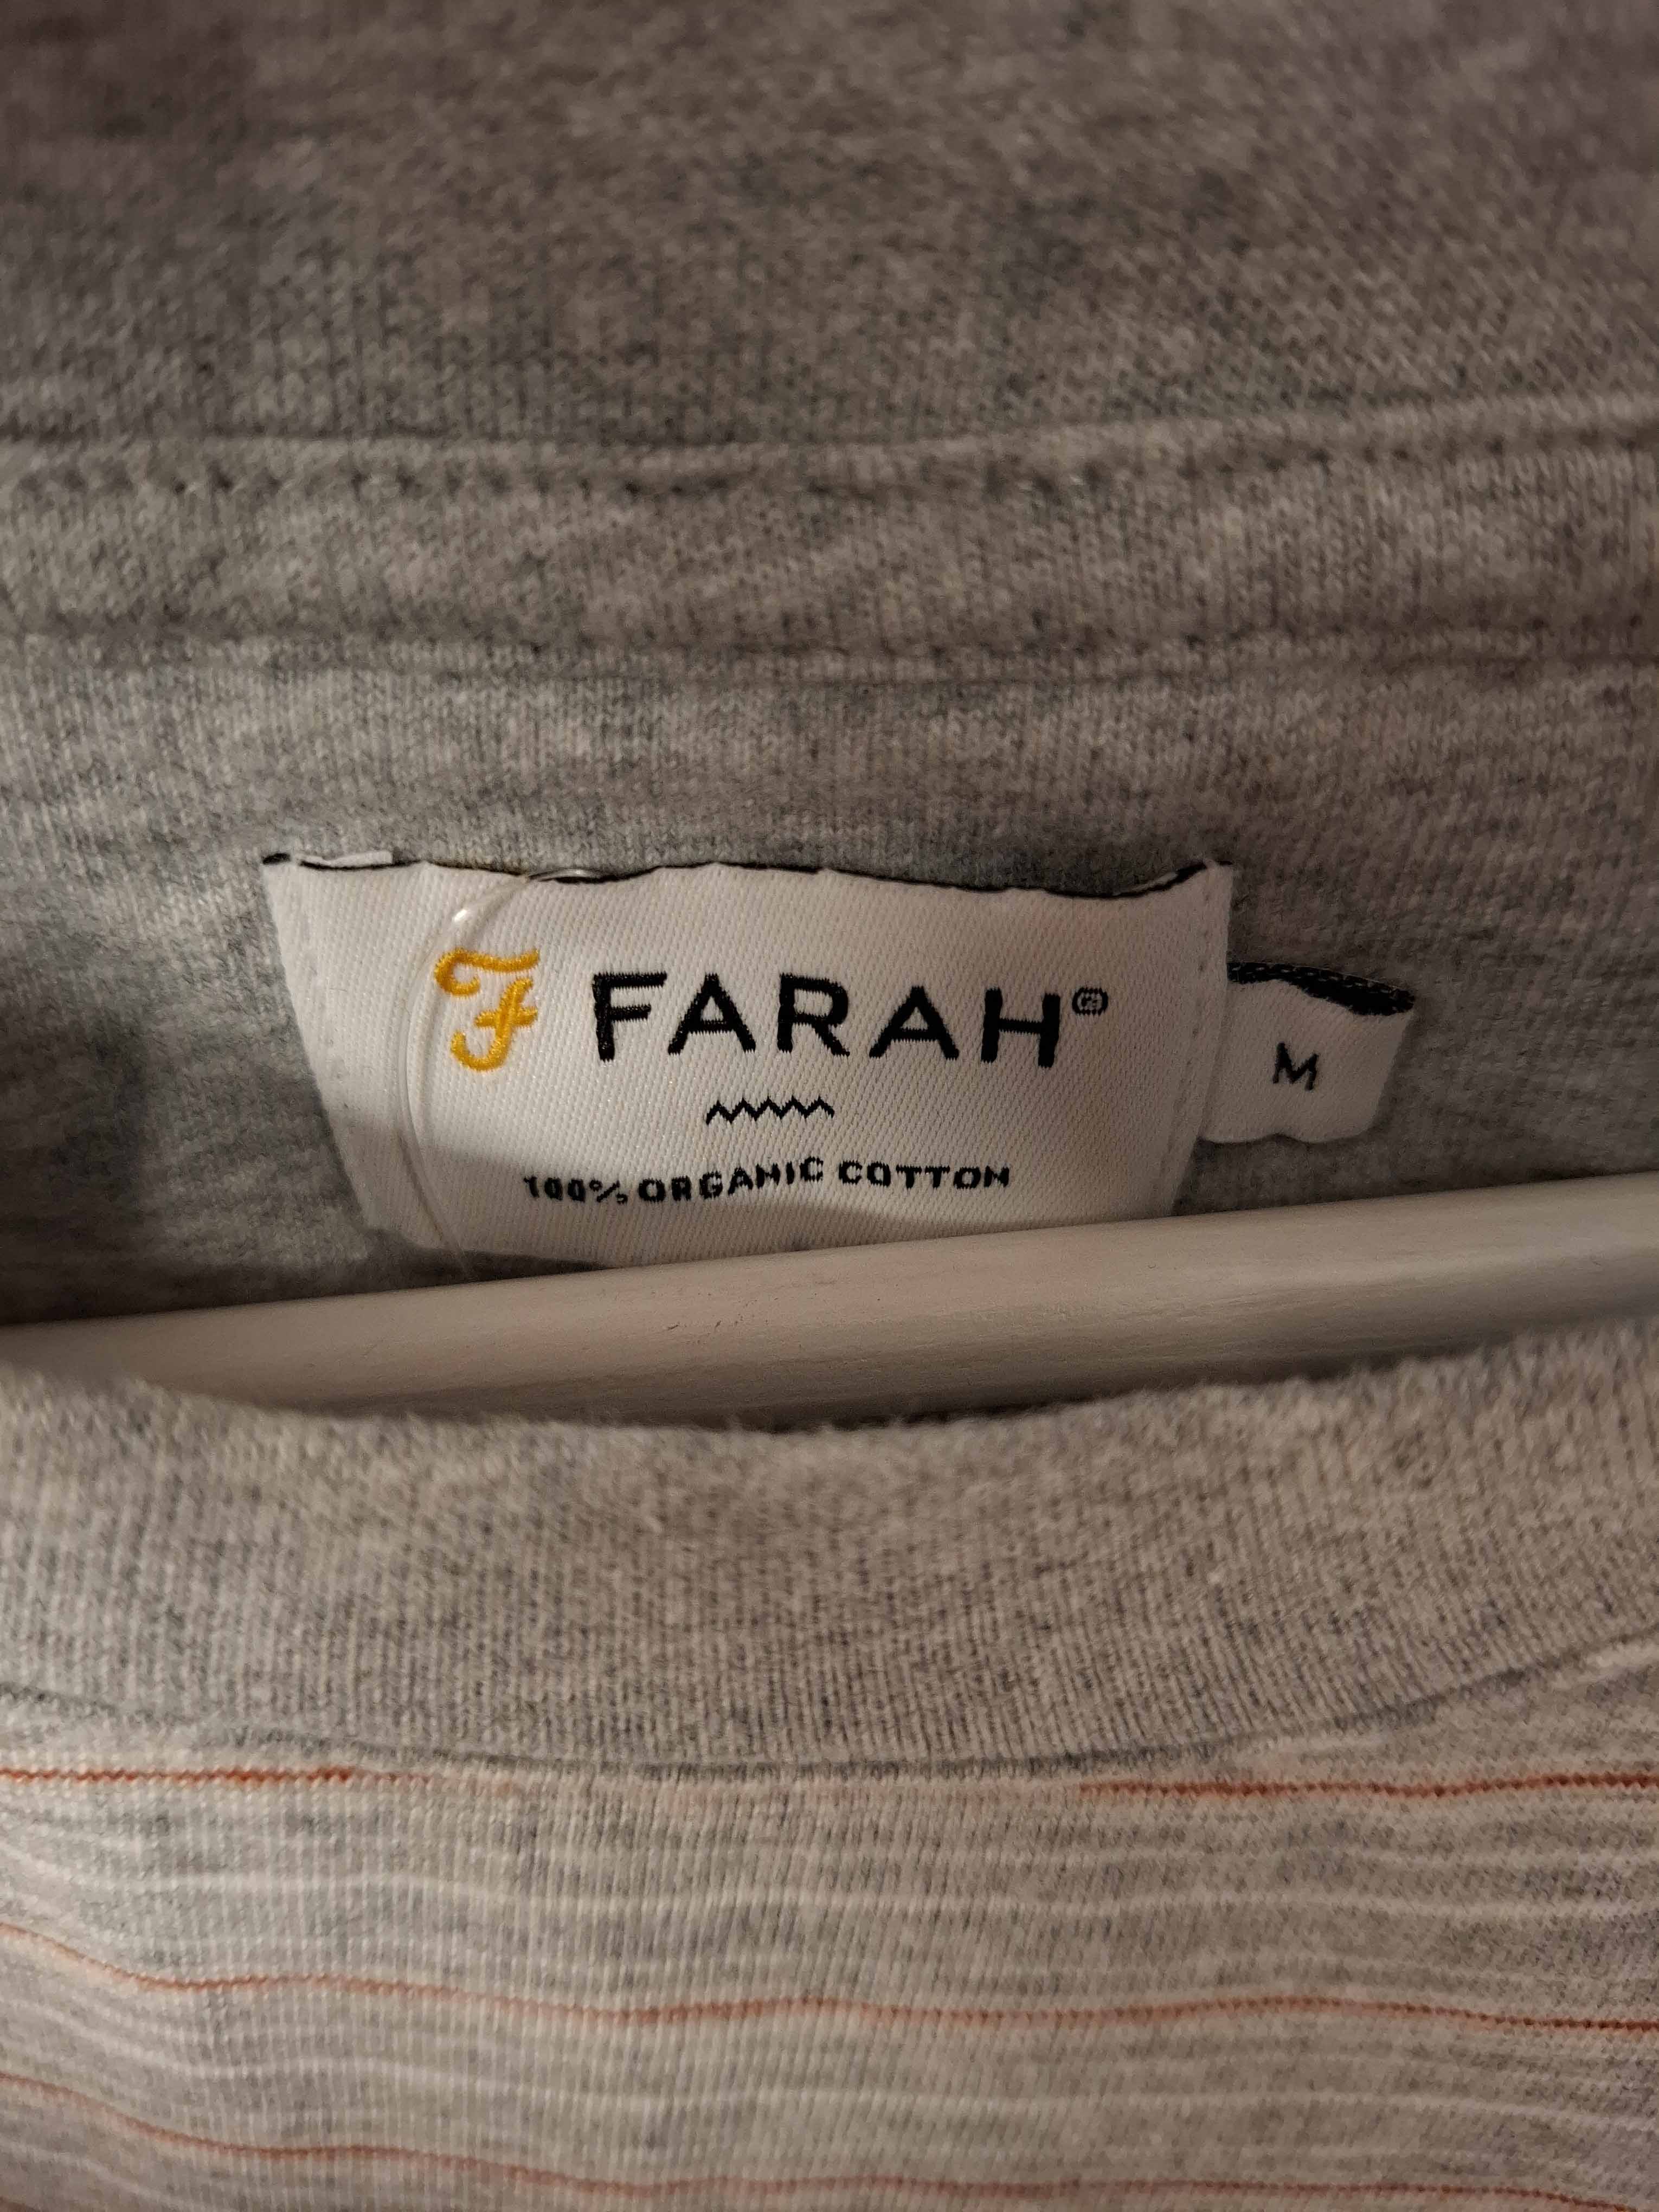 F FARAH®
100% ORGANIC COTTON
M